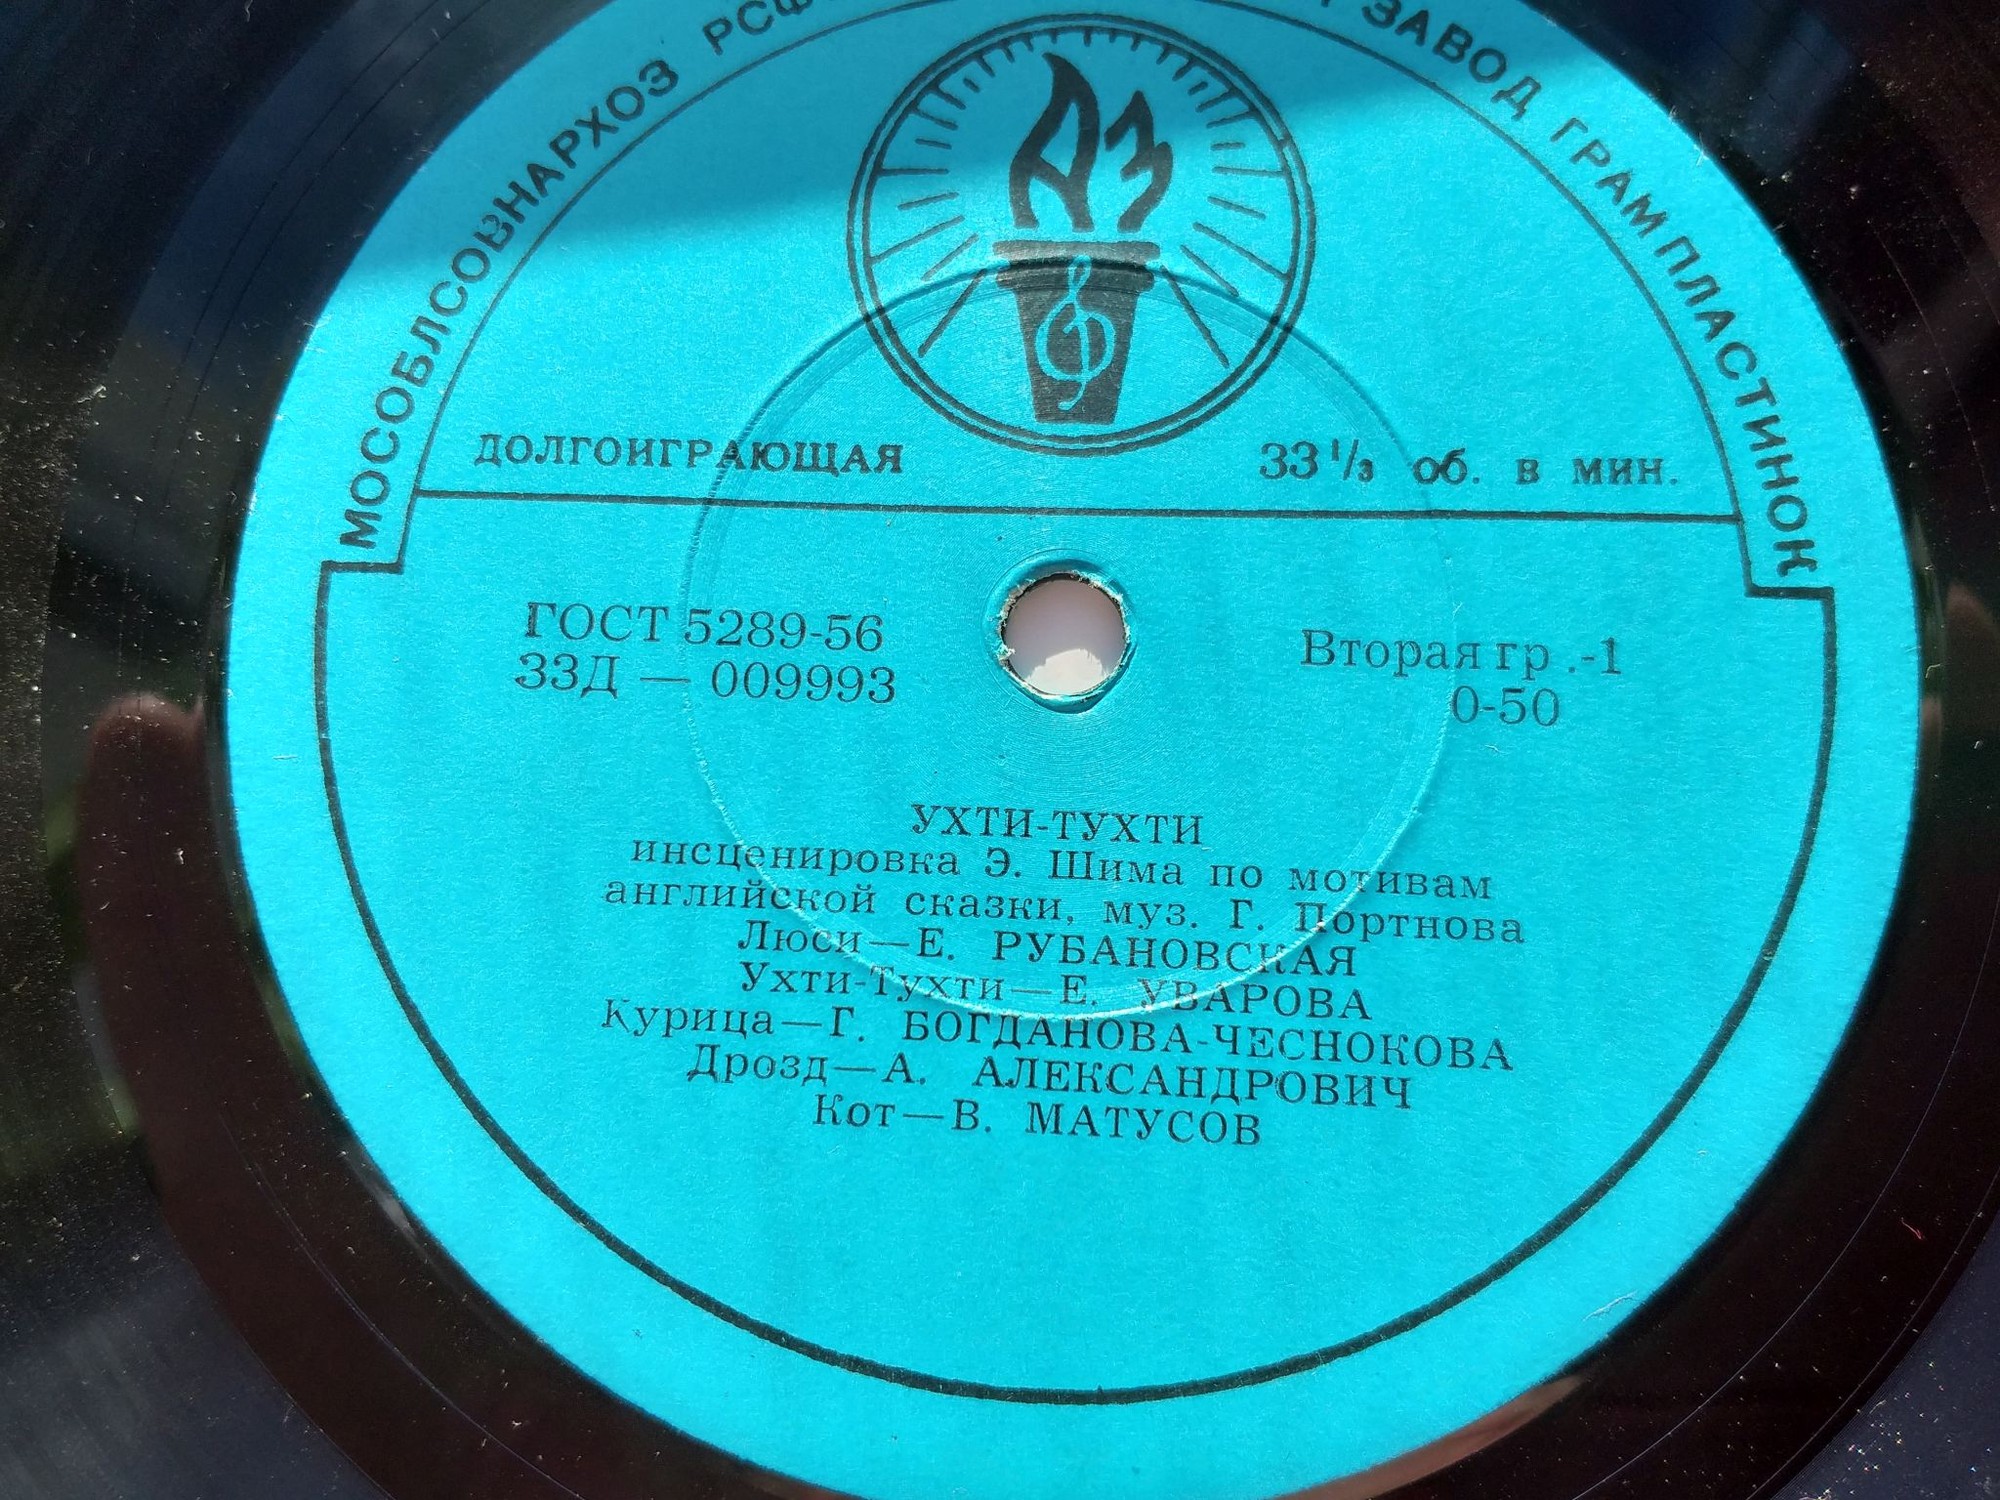 МОСОБЛСОВНАРХОЗ ЗАВОД ГРАМПЛАСТИНОК
АЗ
ДОЛГОИГРАЮЩАЯ 33 1/3 об. в мин.
ГОСТ 5289-56 Вторая гр.-1
33Д — 009993 0-50
УХТИ-ТУХТИ
инсценировка Э. Шима по мотивам
английской сказки, муз. Г. Портнова
Люси—Е. РУБАНОВСКАЯ
Ухти-Тухти—Е. УВАРОВА
Курица—Г. БОГДАНОВА-ЧЕСНОКОВА
Дрозд—А. АЛЕКСАНДРОВИЧ
Кот—В. МАТУСОВ